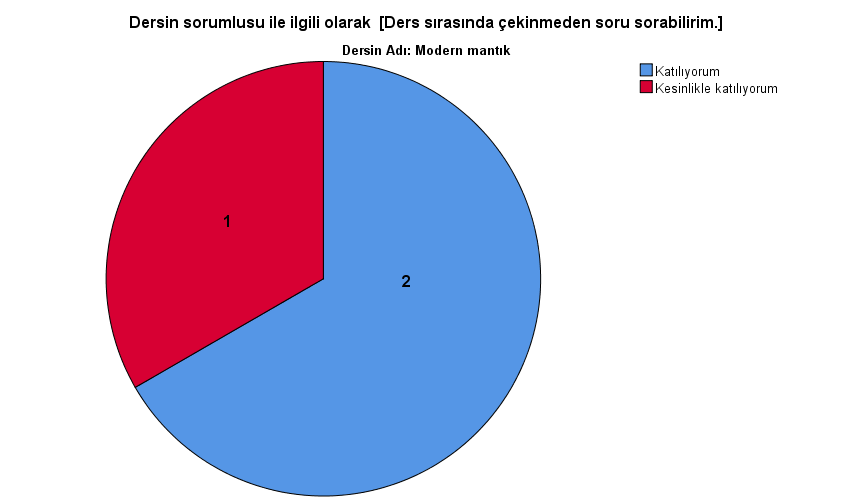 Dersin sorumlusu ile ilgili olarak [Ders sırasında çekinmeden soru sorabilirim.]
Dersin Adı: Modern mantık
Katılıyorum
Kesinlikle katılıyorum
1
2